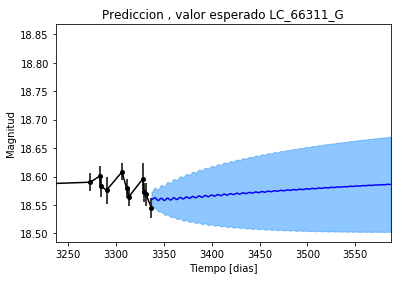 Prediccion , valor esperado LC_66311_G
18.85
18.80
18.75
18.70
18.65
18.60
18.55
18.50
Magnitud
3250 3300 3350 3400 3450 3500 3550
Tiempo [dias]